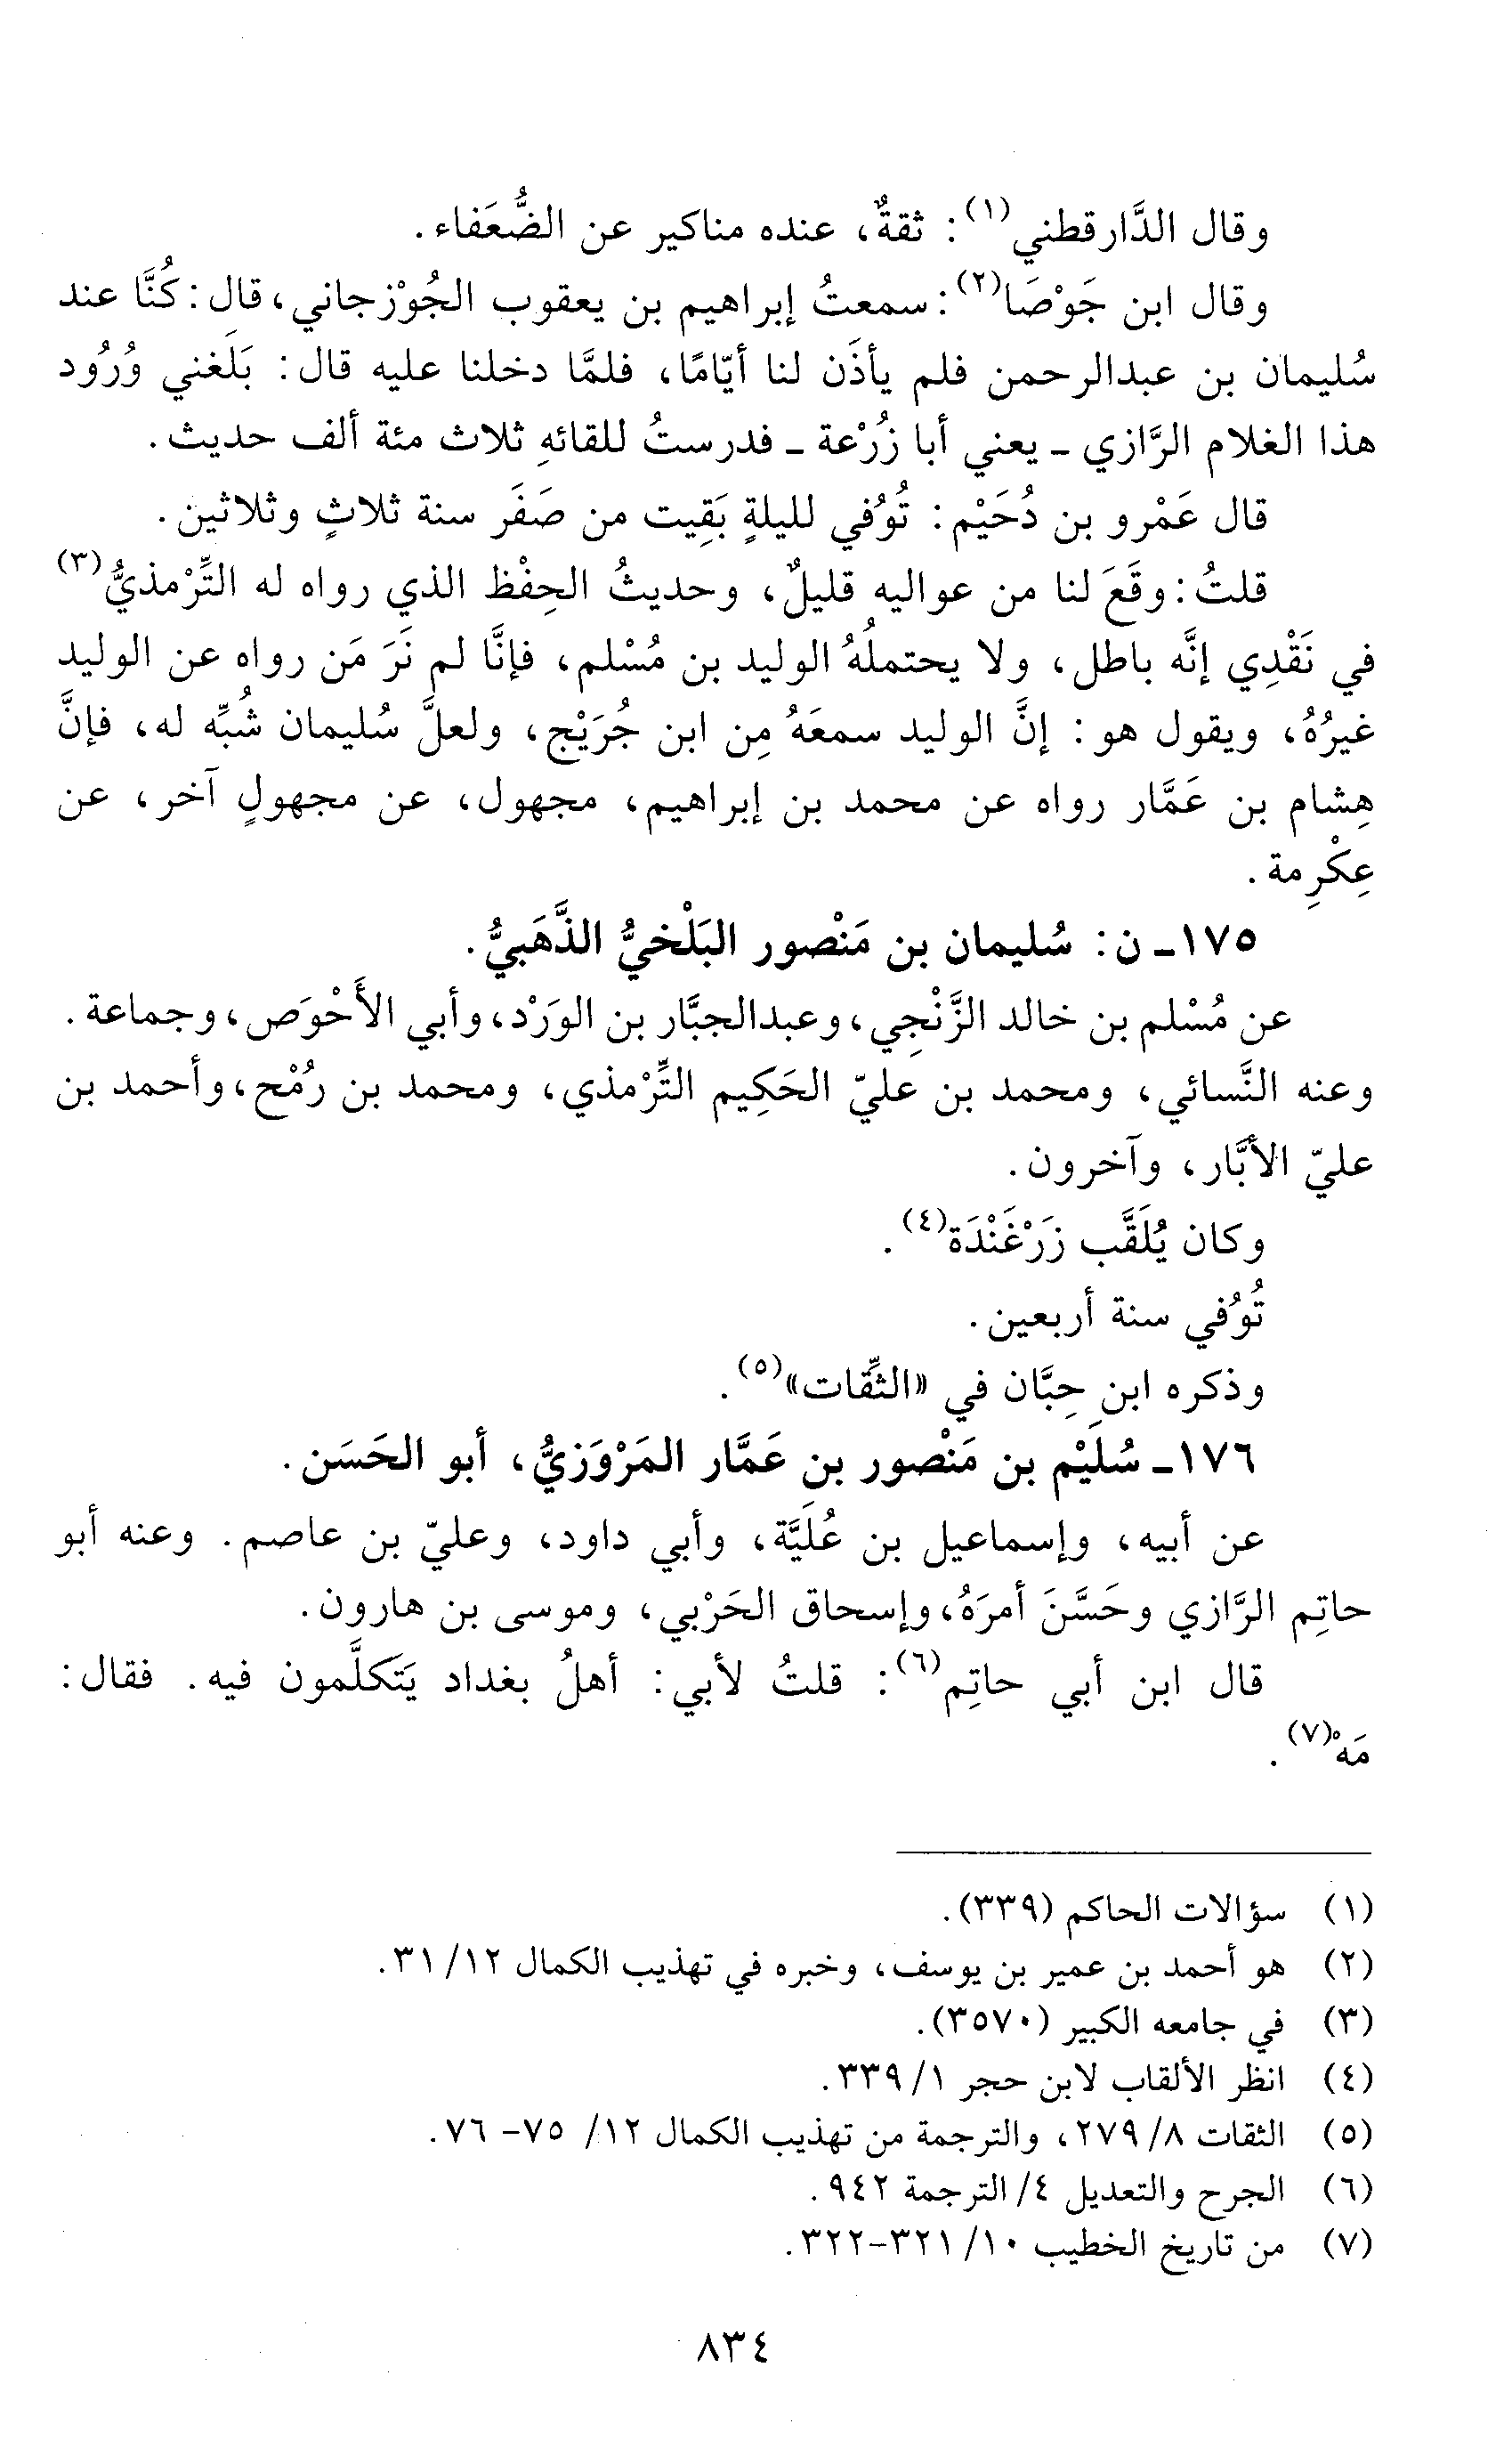 وقال الدَّارقطني(١): ثقةٌ، عنده مناكير عن الضُّعَفاء.
وقال ابن جَوْصَا(٢): سمعتُ إبراهيم بن يعقوب الجُوْزجاني، قال: كُنَّا عند
سُليمان بن عبدالرحمن فلم يأذَن لنا أيّامًا، فلمَّا دخلنا عليه قال: بَلَغني وُرُود
هذا الغلام الرَّازي ـ يعني أبا زُرْعة ـ فدرستُ للقائهِ ثلاث مئة ألف حديث.
قال عَمْرو بن دُحَيْم: تُوُفي لليلةٍ بَقِيت من صَفَر سنة ثلاثٍ وثلاثين.
قلتُ: وقَعَ لنا من عواليه قليلٌ، وحديثُ الحِفْظ الذي رواه له التِّرْمذيُّ(٣)
في نَقْدِي إنَّه باطل، ولا يحتملُهُ الوليد بن مُسْلم، فإنَّا لم نَرَ مَن رواه عن الوليد
غيرُهُ، ويقول هو: إنَّ الوليد سمعَهُ مِن ابن جُرَيْج، ولعلَّ سُليمان شُبِّه له، فإنَّ
هِشام بن عَمَّار رواه عن محمد بن إبراهيم، مجهول، عن مجهولٍ آخر، عن
عِكْرِمة.
١٧٥ـ ن: سُليمان بن مَنْصور البَلْخيُّ الذَّهَبيُّ.
عن مُسْلم بن خالد الزَّنْجِي، وعبدالجبَّار بن الوَرْد، وأبي الأَحْوَص، وجماعة.
وعنه النَّسائي، ومحمد بن عليّ الحَكِيم التِّرْمذي، ومحمد بن رُمْح، وأحمد بن
عليّ الأبَّار، وآخرون.
وكان يُلَقَّب زَرْغَنْدَة(٤).
تُوُفي سنة أربعين.
وذكره ابن حِبَّان في «الثِّقات»(٥).
١٧٦ـ سُلَيْم بن مَنْصور بن عَمَّار المَرْوَزيُّ، أبو الحَسَن.
عن أبيه، وإسماعيل بن عُلَيَّة، وأبي داود، وعليّ بن عاصم. وعنه أبو
حاتِم الرَّازي وحَسَّنَ أمرَهُ، وإسحاق الحَرْبي، وموسى بن هارون.
قال ابن أبي حاتِم(٦): قلتُ لأبي: أهلُ بغداد يَتَكلَّمون فيه. فقال:
مَهْ(٧).
(١) سؤالات الحاكم (٣٣٩).
(٢) هو أحمد بن عمير بن يوسف، وخبره في تهذيب الكمال ١٢/ ٣١.
(٣) في جامعه الكبير (٣٥٧٠).
(٤) انظر الألقاب لابن حجر ١/ ٣٣٩.
(٥) الثقات ٨/ ٢٧٩، والترجمة من تهذيب الكمال ١٢/ ٧٥- ٧٦.
(٦) الجرح والتعديل ٤/ الترجمة ٩٤٢.
(٧) من تاريخ الخطيب ١٠/ ٣٢١-٣٢٢.
٨٣٤